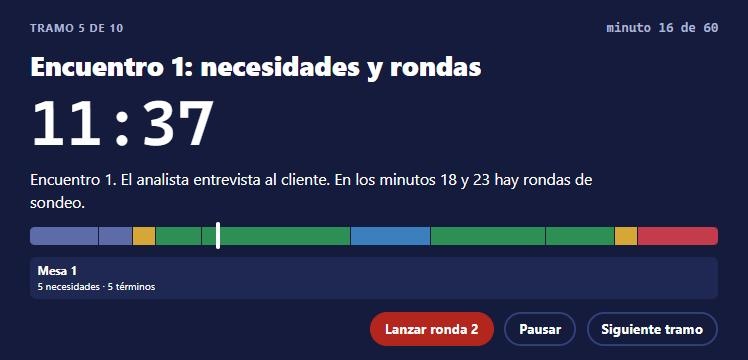 TRAMO 5 DE 10
minuto 16 de 60
Encuentro 1: necesidades y rondas
11:37
Encuentro 1. El analista entrevista al cliente. En los minutos 18 y 23 hay rondas de
sondeo.
Mesa 1
5 necesidades · 5 términos
Lanzar ronda 2
Pausar
Siguiente tramo